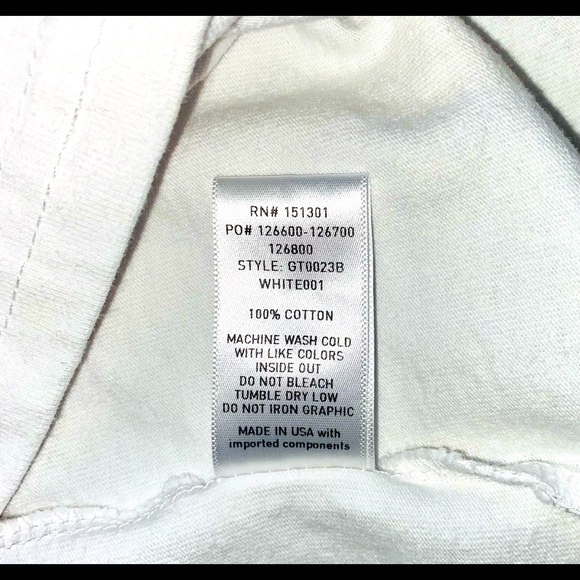 RN# 151301
PO# 126600-126700
126800
STYLE: GT0023B
WHITE001
100% COTTON
MACHINE WASH COLD
WITH LIKE COLORS
INSIDE OUT
DO NOT BLEACH
TUMBLE DRY LOW
DO NOT IRON GRAPHIC
MADE IN USA with
imported components